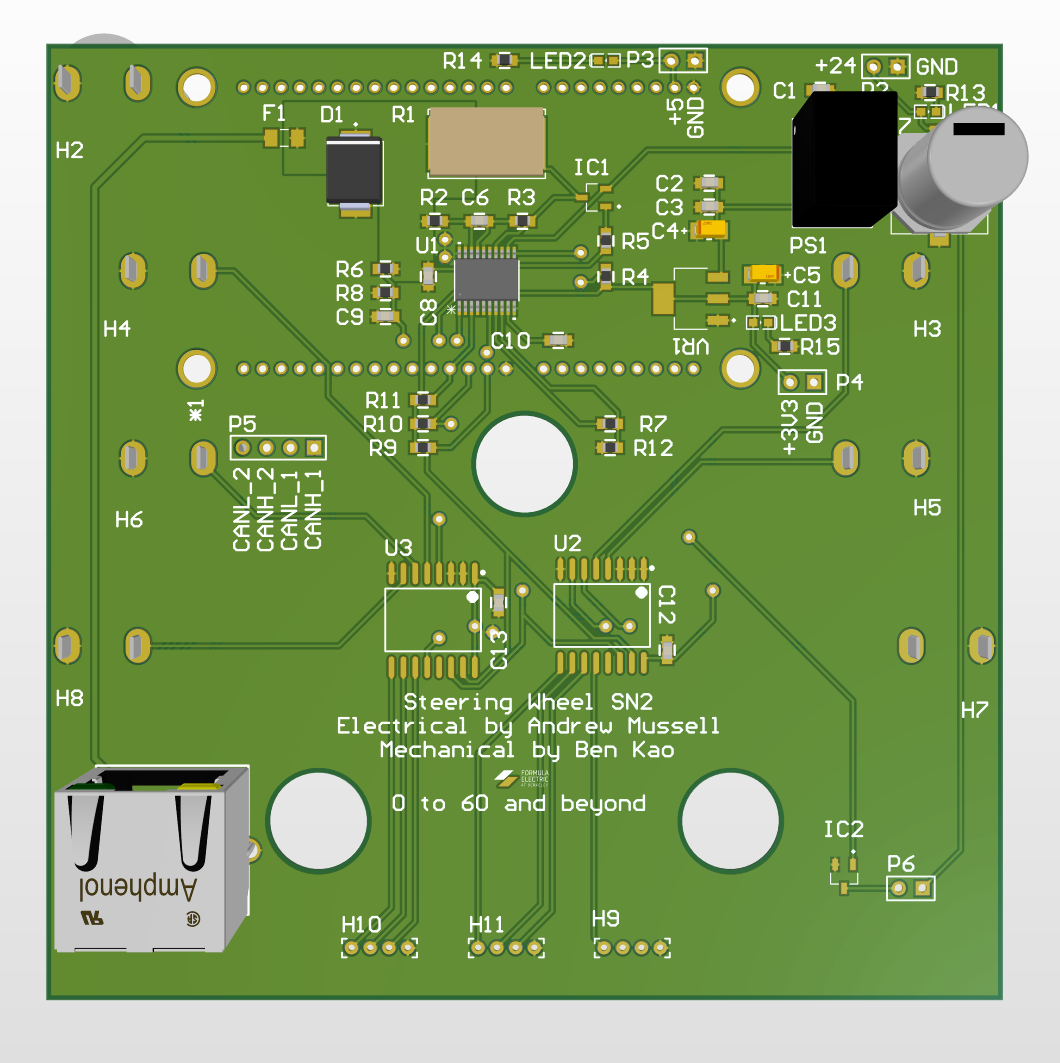 R14
LED2
P3
+24
GND
C1
R2
R13
LED1
+5
GND
F1
D1
R1
H2
IC1
C2
C3
C4+
R2
C6
R3
U1
R5
R4
PS1
R6
R8
C9
C8
+C5
C11
LED3
R15
C10
VR1
H4
H3
P4
+3V3
GND
*1
R11
R10
R9
R7
R12
P5
CANL_2
CANH_2
CANL_1
CANH_1
H6
H5
U3
U2
C13
C12
H8
H7
Steering Wheel SN2
Electrical by Andrew Mussell
Mechanical by Ben Kao
FORMULA
ELECTRIC
AT BERKELEY
0 to 60 and beyond
IC2
P6
Amphenol
H10
H11
H9